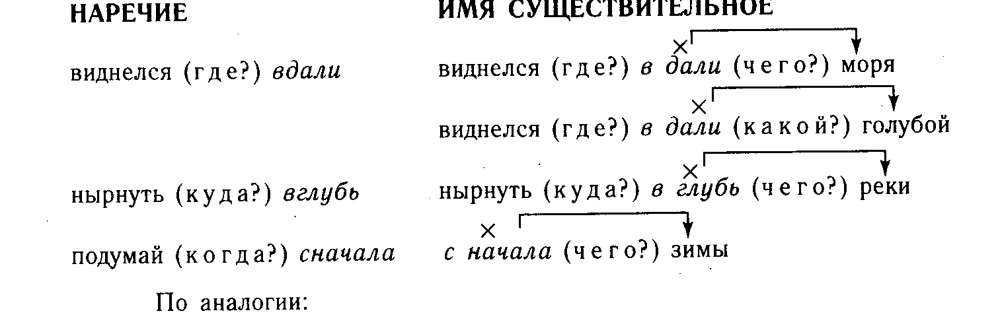 НАРЕЧИЕ ИМЯ СУЩЕСТВИТЕЛЬНОЕ
виднелся (где?) вдали виднелся (где?) в дали (чего?) моря
виднелся (где?) в дали (какой?) голубой
нырнуть (куда?) вглубь нырнуть (куда?) в глубь (чего?) реки
подумай (когда?) сначала с начала (чего?) зимы
По аналогии: